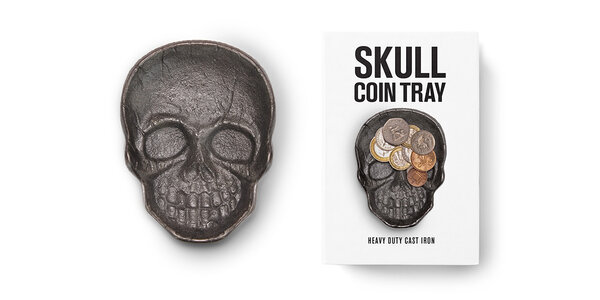 SKULL
COIN TRAY
HEAVY DUTY CAST IRON